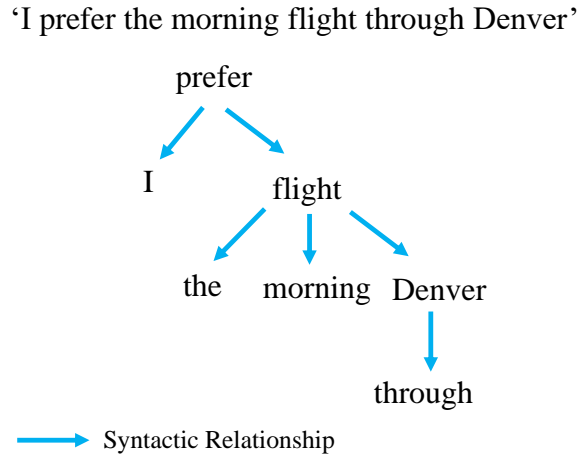 ‘I prefer the morning flight through Denver’
prefer
I
flight
the morning Denver
through
Syntactic Relationship